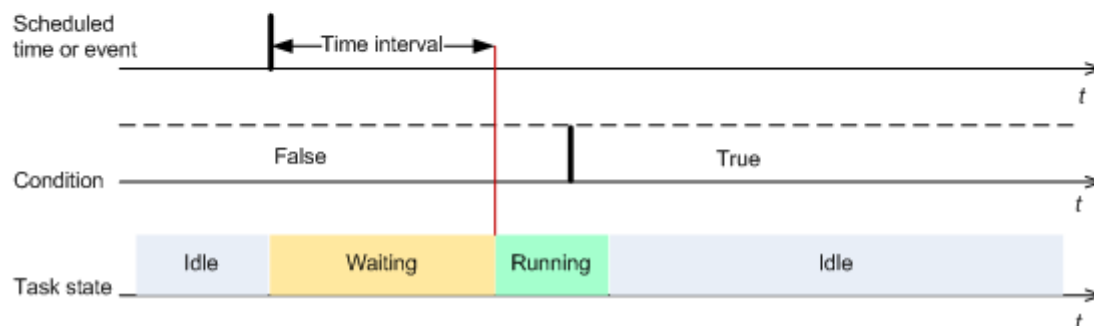 Scheduled
time or event
Time interval
t
False
True
Condition
t
Idle
Waiting
Running
Idle
Task state
t